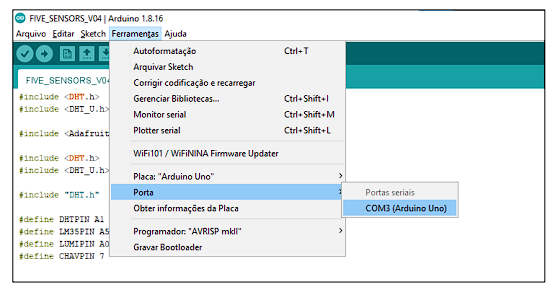 FIVE_SENSORS_V04 | Arduino 1.8.16
Arquivo Editar Sketch Ferramentas Ajuda
FIVE_SENSORS_V04
#include <DHT.h>
#include <DHT_U.h>
#include <Adafruit
#include <DHT.h>
#include <DHT_U.h>
#include "DHT.h"
#define DHTPIN A1
#define LM35PIN A5
#define LUMIPIN A0
#define CHAVPIN 7
Autoformatação Ctrl+T
Arquivar Sketch
Corrigir codificação e recarregar
Gerenciar Bibliotecas... Ctrl+Shift+I
Monitor serial Ctrl+Shift+M
Plotter serial Ctrl+Shift+L
WiFi101 / WiFiNINA Firmware Updater
Placa: "Arduino Uno"
Porta
Obter informações da Placa
Programador: "AVRISP mkII"
Gravar Bootloader
Portas seriais
COM3 (Arduino Uno)